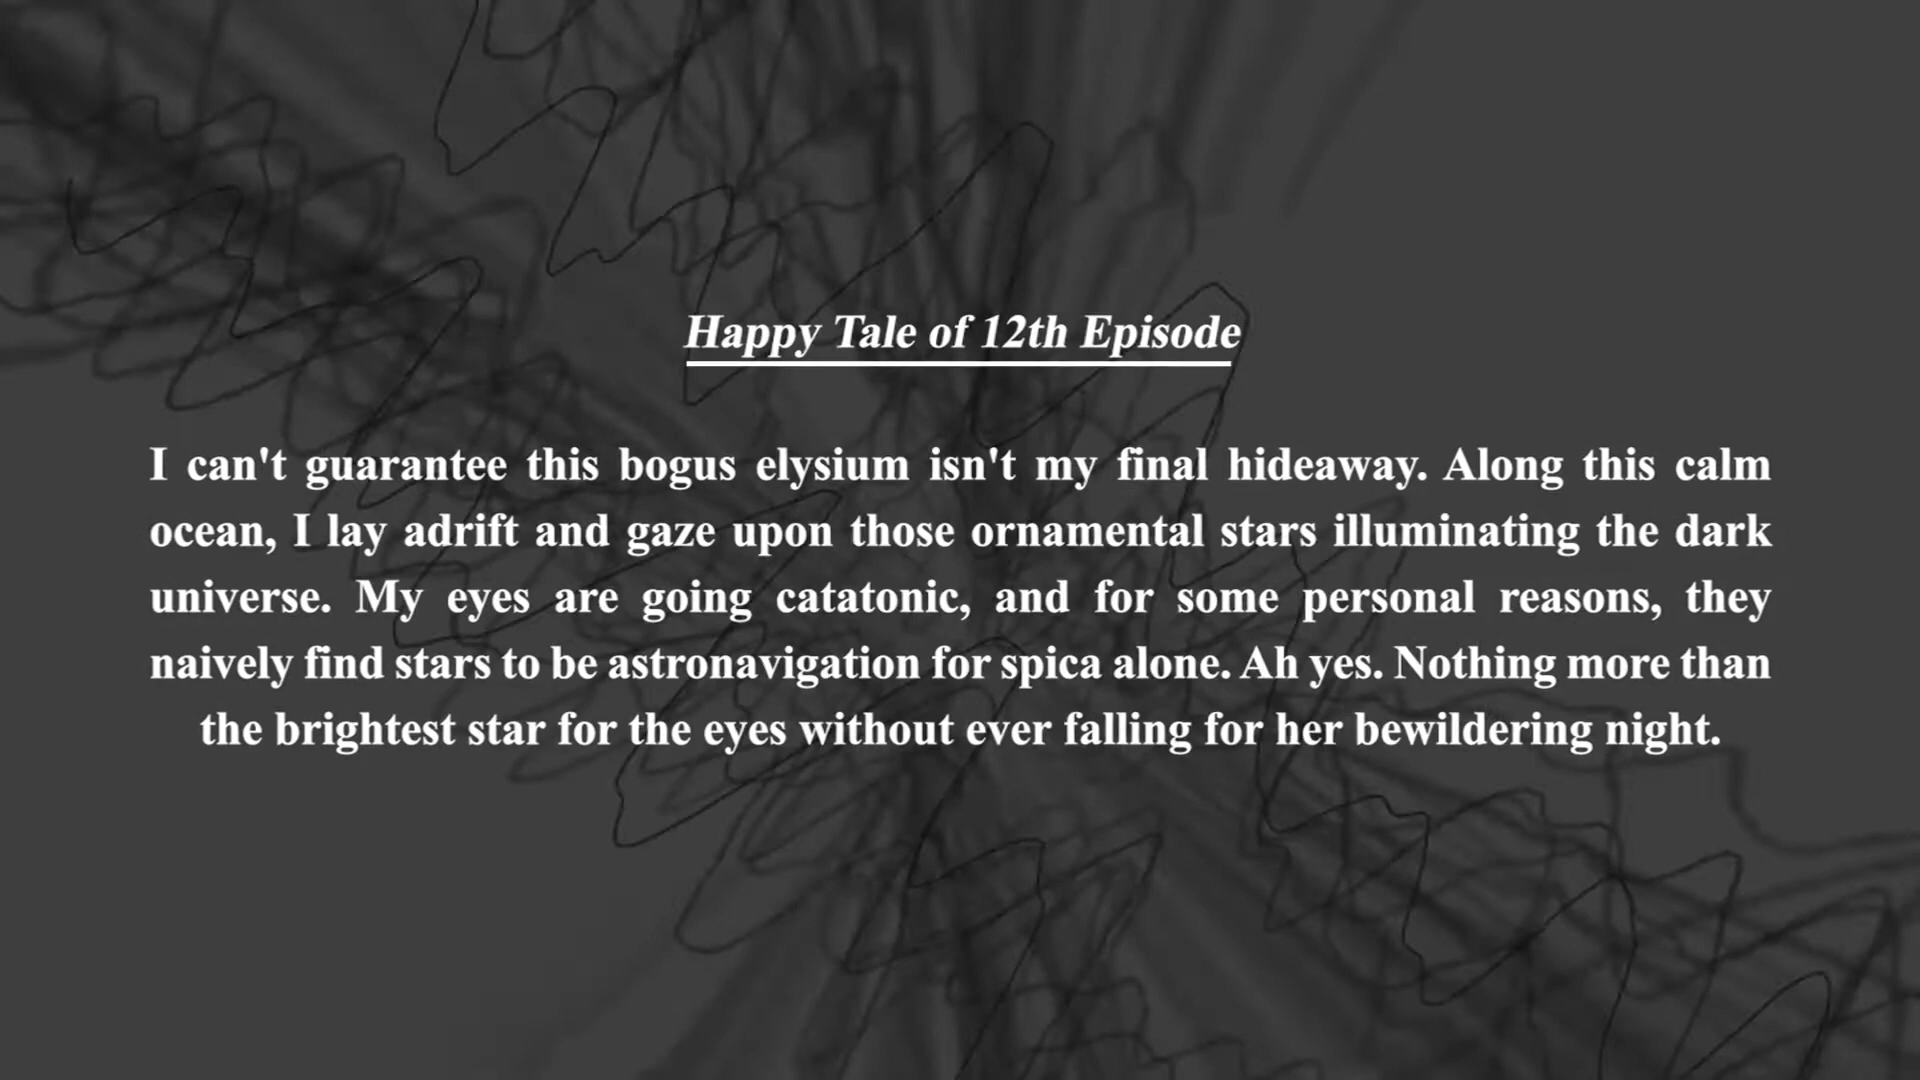 Happy Tale of 12th Episode
I can't guarantee this bogus elysium isn't my final hideaway. Along this calm
ocean, I lay adrift and gaze upon those ornamental stars illuminating the dark
universe. My eyes are going catatonic, and for some personal reasons, they
naively find stars to be astronavigation for spica alone. Ah yes. Nothing more than
the brightest star for the eyes without ever falling for her bewildering night.